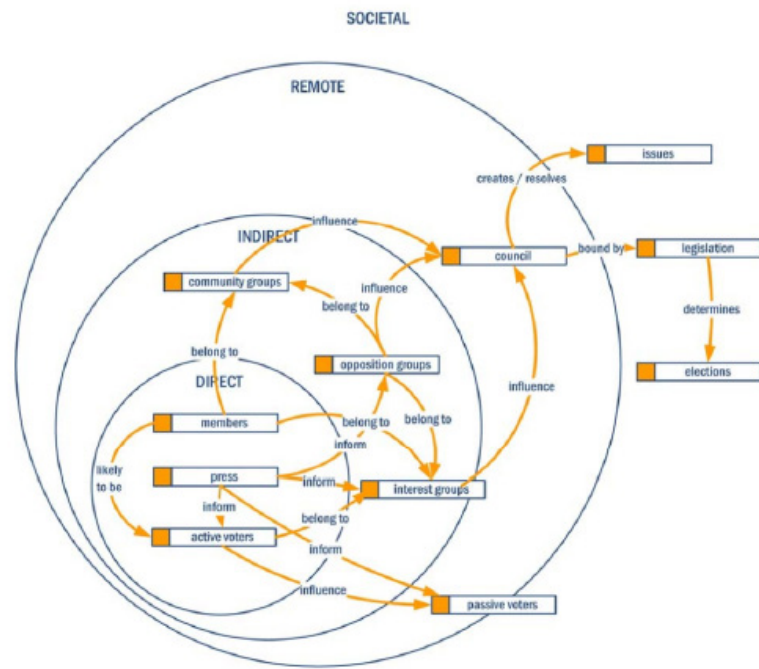 SOCIETAL
REMOTE
issues
creates / resolves
influence
INDIRECT
council
bound by
legislation
community groups
influence
belong to
determines
belong to
opposition groups
elections
DIRECT
influence
members
belong to
belong to
inform
likely
to be
press
inform
interest groups
inform
belong to
active voters
inform
influence
passive voters